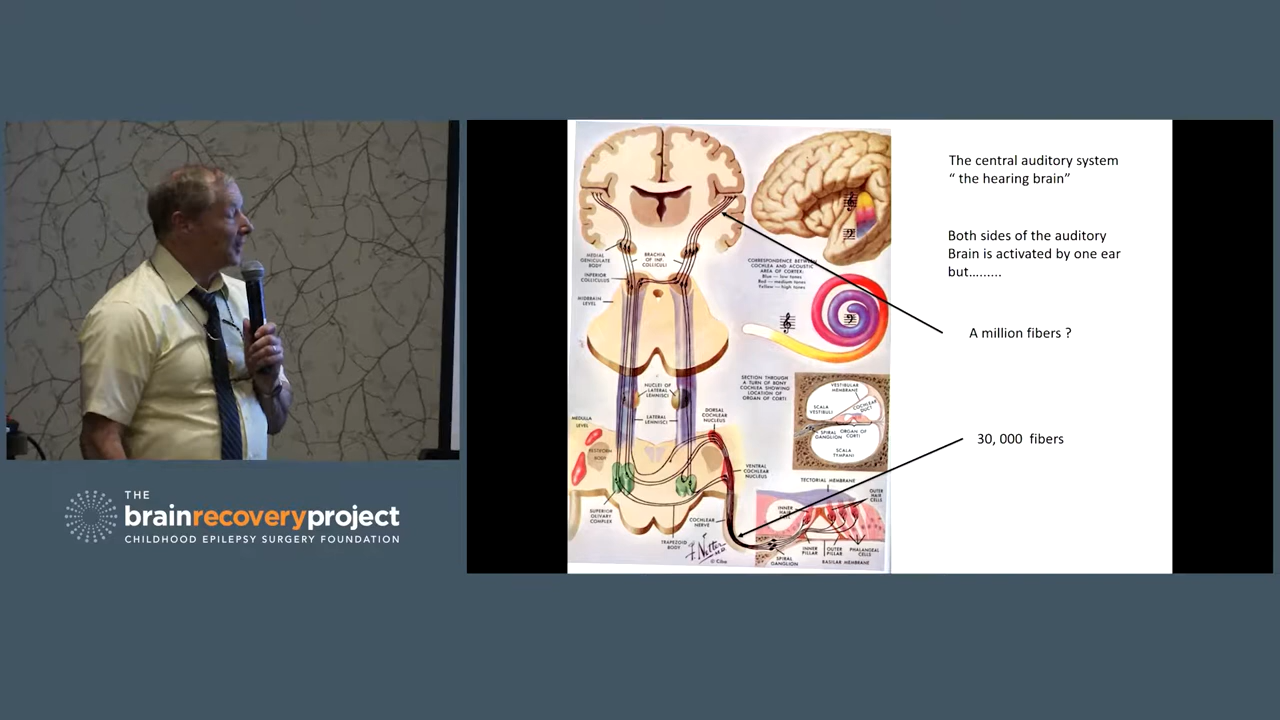 THE
brainrecoveryproject
CHILDHOOD EPILEPSY SURGERY FOUNDATION
MEDIAL
GENICULATE
BODY
BRACHIA
OF INF.
COLLICULI
INFERIOR
COLLICULUS
MIDBRAIN
LEVEL
NUCLEI OF
LATERAL
LEMNISCI
LATERAL
LEMNISCI
MEDULLA
LEVEL
RESTIFORM
BODY
DORSAL
COCHLEAR
NUCLEUS
VENTRAL
COCHLEAR
NUCLEUS
SUPERIOR
OLIVARY
COMPLEX
TRAPEZOID
BODY
COCHLEAR
NERVE
F. Netter
© Ciba
CORRESPONDENCE BETWEEN
COCHLEA AND ACOUSTIC
AREA OF CORTEX:
Blue — low tones
Red — medium tones
Yellow — high tones
SECTION THROUGH
A TURN OF BONY
COCHLEA SHOWING
LOCATION OF
ORGAN OF CORTI
VESTIBULAR
MEMBRANE
SCALA
VESTIBULI
COCHLEAR
DUCT
SPIRAL
GANGLION
ORGAN OF
CORTI
SCALA
TYMPANI
TECTORIAL MEMBRANE
OUTER
HAIR
CELLS
INNER
HAIR
SPIRAL
GANGLION
INNER
PILLAR
OUTER
PILLAR
PHALANGEAL
CELLS
BASILAR MEMBRANE
The central auditory system
“ the hearing brain”
Both sides of the auditory
Brain is activated by one ear
but.........
A million fibers ?
30, 000 fibers